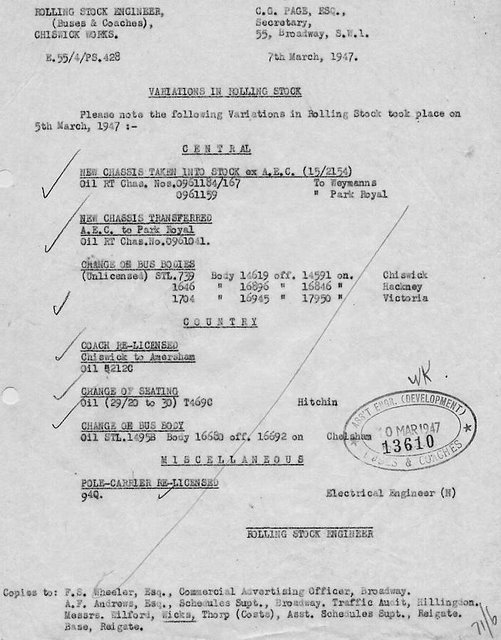 ROLLING STOCK ENGINEER,
(Buses & Coaches),
CHISWICK WORKS.
C.G. PAGE, ESQ.,
Secretary,
55, Broadway, S.W.1.
E.55/4/PS.428
7th March, 1947.
VARIATIONS IN ROLLING STOCK
Please note the following Variations in Rolling Stock took place on
5th March, 1947 :-
C E N T R A L
NEW CHASSIS TAKEN INTO STOCK ex A.E.C. (15/2154)
Oil RT Chas. Nos.0961184/167 To Weymanns
0961159 " Park Royal
NEW CHASSIS TRANSFERRED
A.E.C. to Park Royal
Oil RT Chas.No.0961041.
CHANGE OF BUS BODIES
(Unlicensed) STL.739 Body 14619 off. 14591 on. Chiswick
1646 " 16896 " 16846 " Hackney
1704 " 16945 " 17950 " Victoria
C O U N T R Y
COACH RE-LICENSED
Chiswick to Amersham
Oil 4212C
CHANGE OF SEATING
Oil (29/20 to 30) T469C Hitchin
CHANGE OF BUS BODY
Oil STL.1495B Body 16680 off. 16692 on Chelsham
WK.
ASST ENGR. (DEVELOPMENT)
0 MAR 1947
13610
BUSES & COACHES
M I S C E L L A N E O U S
POLE-CARRIER RE-LICENSED
94Q. Electrical Engineer (N)
ROLLING STOCK ENGINEER
Copies to: F.S. Wheeler, Esq., Commercial Advertising Officer, Broadway.
A.F. Andrews, Esq., Schedules Supt., Broadway. Traffic Audit, Hillingdon.
Messrs. Milford, Wicks, Thorp (Costs), Asst. Schedules Supt., Reigate.
Base, Reigate.